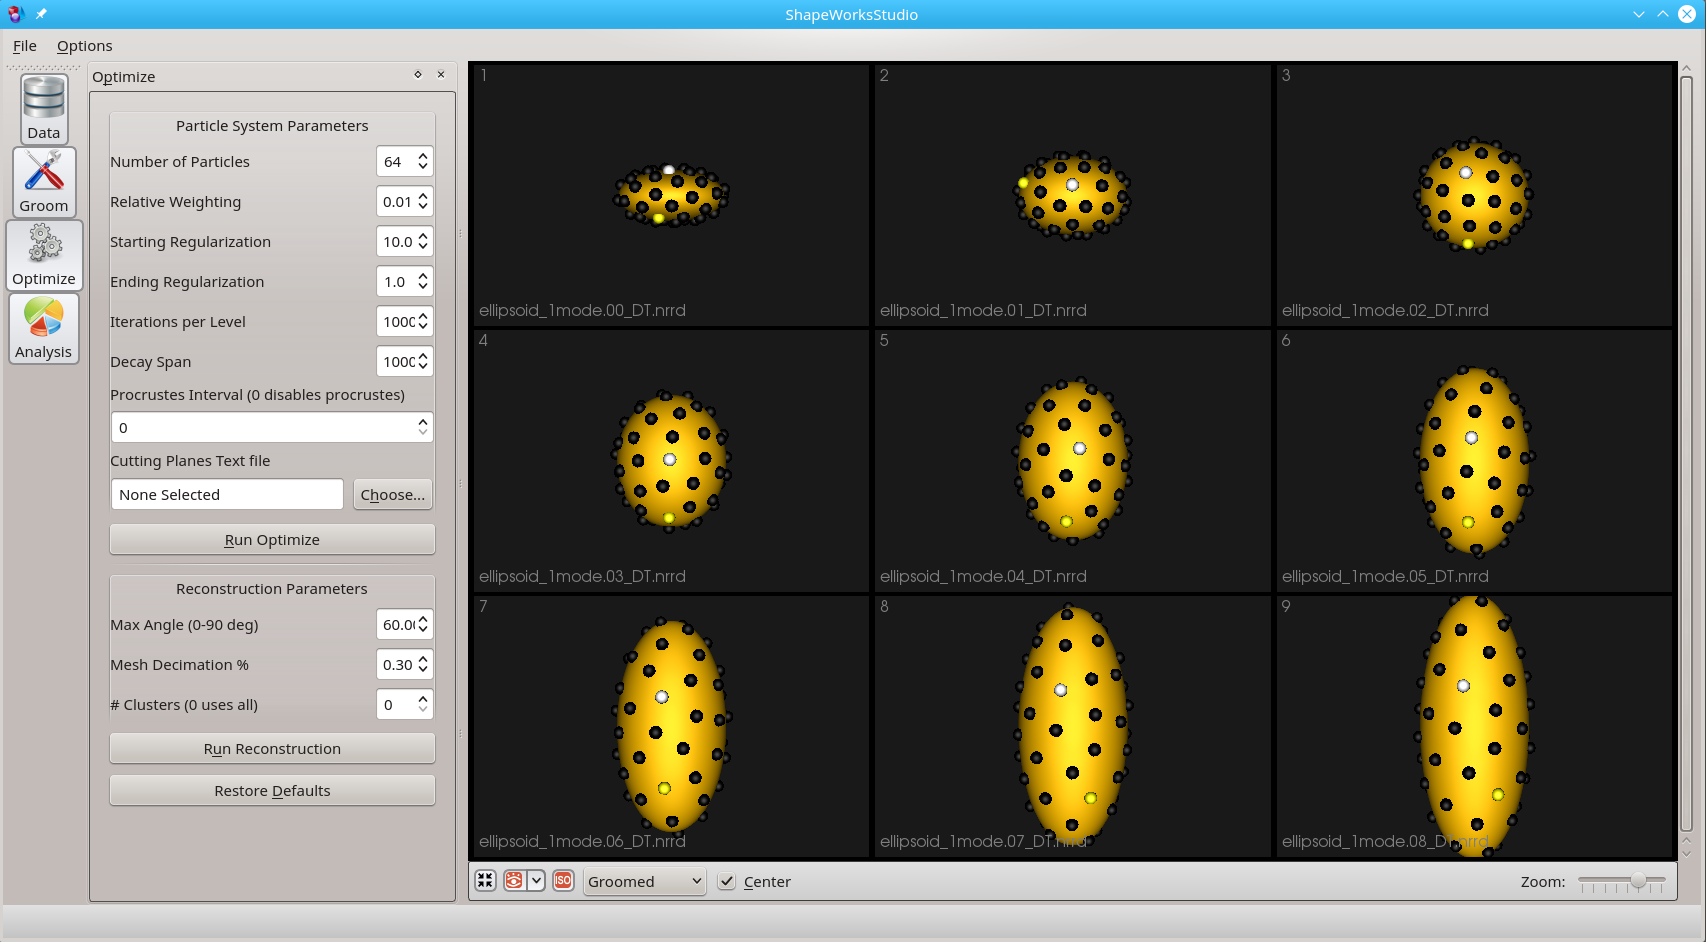 ShapeWorksStudio
File Options
Data
Groom
Optimize
Analysis
Optimize
Particle System Parameters
Number of Particles 64
Relative Weighting 0.01
Starting Regularization 10.0
Ending Regularization 1.0
Iterations per Level 1000
Decay Span 1000
Procrustes Interval (0 disables procrustes)
0
Cutting Planes Text file
None Selected Choose...
Run Optimize
Reconstruction Parameters
Max Angle (0-90 deg) 60.0
Mesh Decimation % 0.30
# Clusters (0 uses all) 0
Run Reconstruction
Restore Defaults
1 2 3
ellipsoid_1mode.00_DT.nrrd ellipsoid_1mode.01_DT.nrrd ellipsoid_1mode.02_DT.nrrd
4 5 6
ellipsoid_1mode.03_DT.nrrd ellipsoid_1mode.04_DT.nrrd ellipsoid_1mode.05_DT.nrrd
7 8 9
ellipsoid_1mode.06_DT.nrrd ellipsoid_1mode.07_DT.nrrd ellipsoid_1mode.08_DT.nrrd
ISO Groomed Center Zoom: